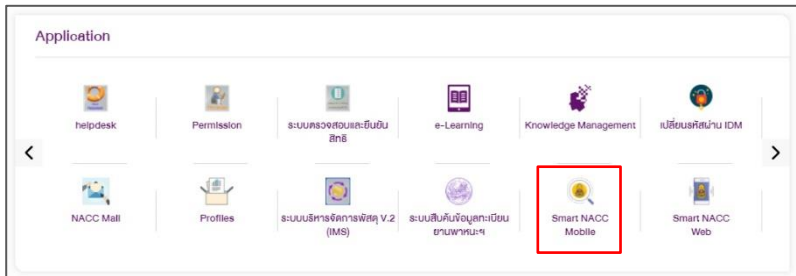 Application
helpdesk
Permission
ระบบตรวจสอบและยืนยัน
สิทธิ
e-Learning
Knowledge Management
เปลี่ยนรหัสผ่าน IDM
NACC Mail
Profiles
ระบบบริหารจัดการพัสดุ V.2
(IMS)
ระบบสืบค้นข้อมูลทะเบียน
ยานพาหนะฯ
Smart NACC
Mobile
Smart NACC
Web